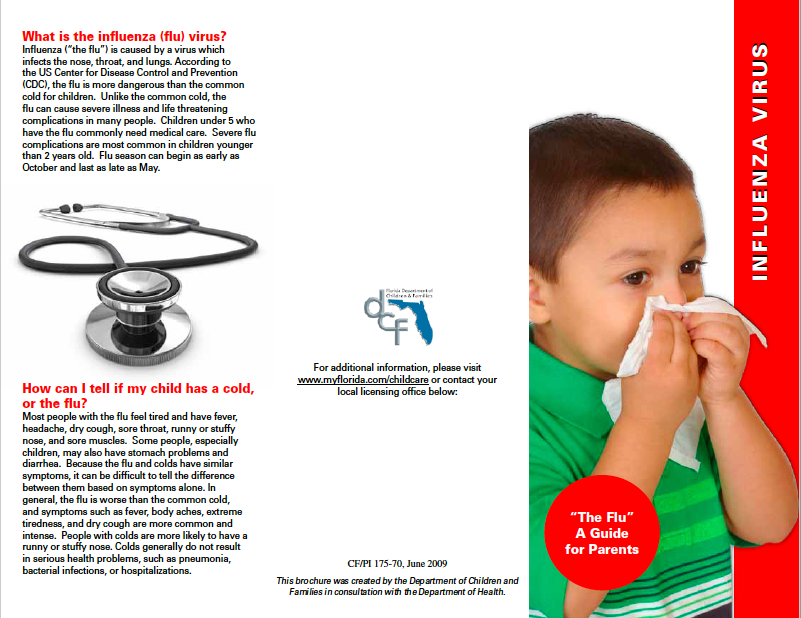 What is the influenza (flu) virus?
Influenza (“the flu”) is caused by a virus which
infects the nose, throat, and lungs. According to
the US Center for Disease Control and Prevention
(CDC), the flu is more dangerous than the common
cold for children.  Unlike the common cold, the
flu can cause severe illness and life threatening
complications in many people.  Children under 5 who
have the flu commonly need medical care.  Severe flu
complications are most common in children younger
than 2 years old.  Flu season can begin as early as
October and last as late as May.
How can I tell if my child has a cold,
or the flu?
Most people with the flu feel tired and have fever,
headache, dry cough, sore throat, runny or stuffy
nose, and sore muscles.  Some people, especially
children, may also have stomach problems and
diarrhea.  Because the flu and colds have similar
symptoms, it can be difficult to tell the difference
between them based on symptoms alone. In
general, the flu is worse than the common cold,
and symptoms such as fever, body aches, extreme
tiredness, and dry cough are more common and
intense.  People with colds are more likely to have a
runny or stuffy nose. Colds generally do not result
in serious health problems, such as pneumonia,
bacterial infections, or hospitalizations.
Florida Department of
Children & Families
dcf
For additional information, please visit
www.myflorida.com/childcare or contact your
local licensing office below:
CF/PI 175-70, June 2009
This brochure was created by the Department of Children and
Families in consultation with the Department of Health.
INFLUENZA VIRUS
“The Flu”
A Guide
for Parents